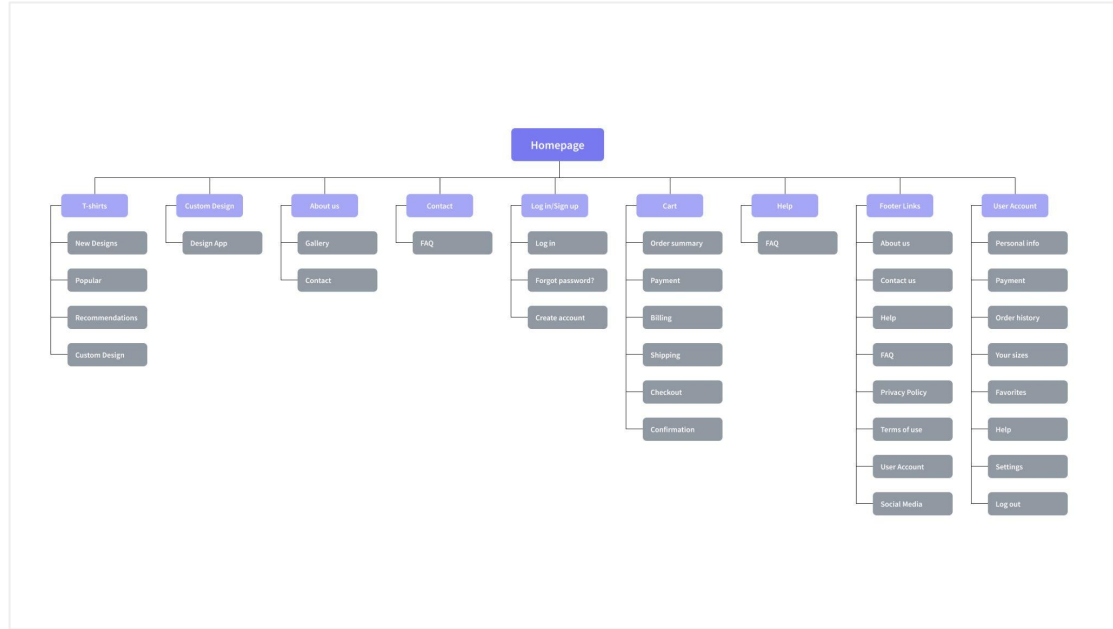 Homepage
T-shirts
New Designs
Popular
Recommendations
Custom Design
Custom Design
Design App
About us
Gallery
Contact
Contact
FAQ
Log in/Sign up
Log in
Forgot password?
Create account
Cart
Order summary
Payment
Billing
Shipping
Checkout
Confirmation
Help
FAQ
Footer Links
About us
Contact us
Help
FAQ
Privacy Policy
Terms of use
User Account
Social Media
User Account
Personal info
Payment
Order history
Your sizes
Favorites
Help
Settings
Log out